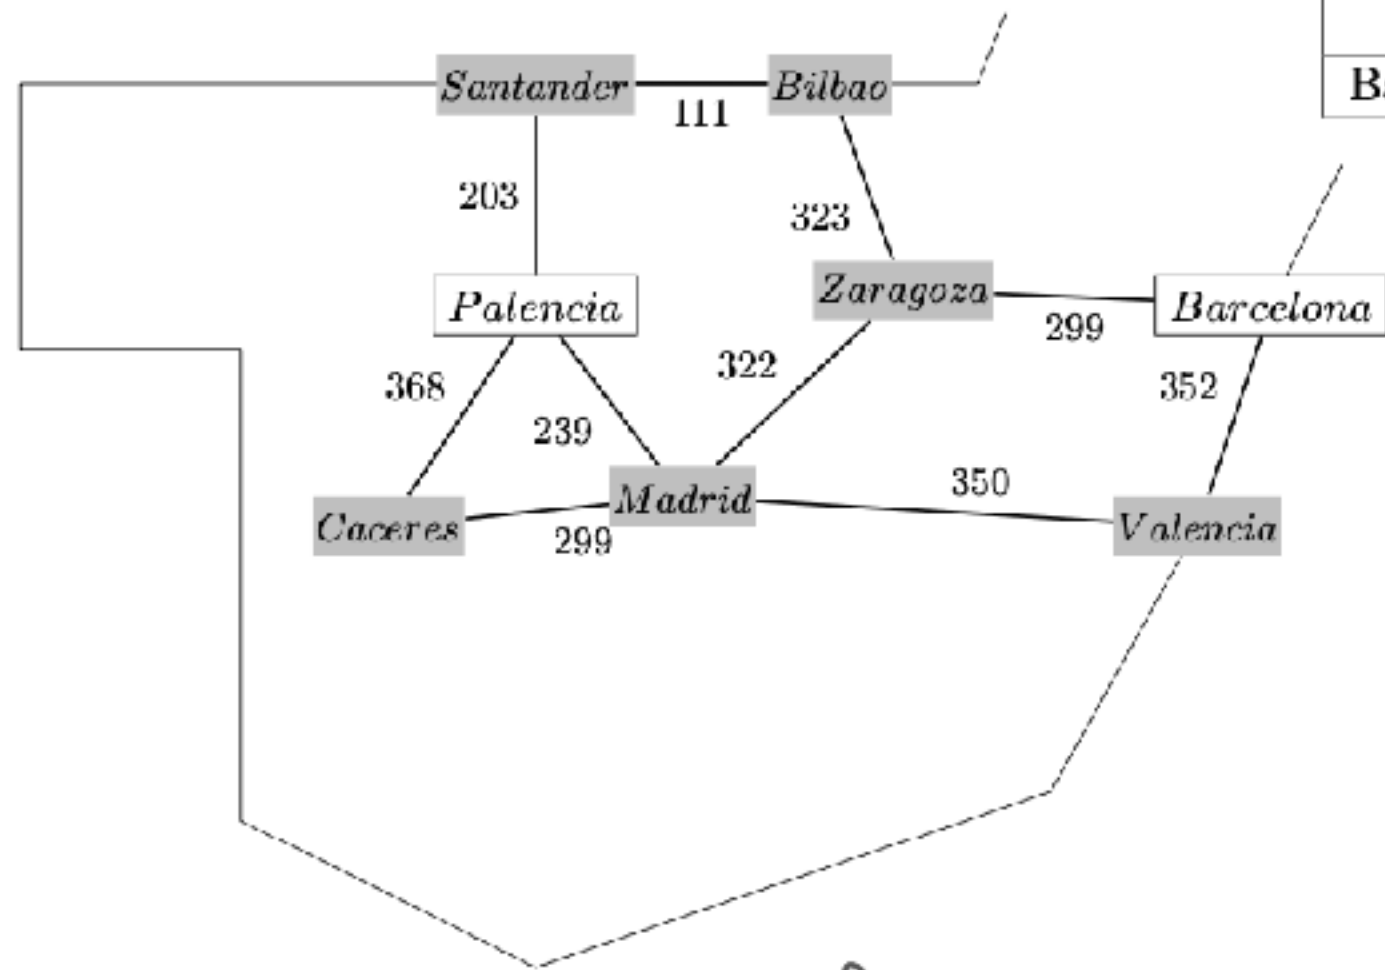 Santander
Bilbao
111
203
323
Palencia
Zaragoza
Barcelona
299
368
239
322
352
Caceres
Madrid
Valencia
299
350